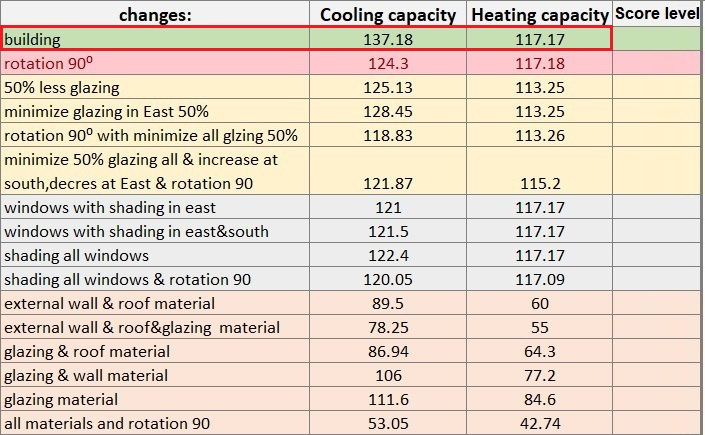 changes: Cooling capacity Heating capacity Score level
building 137.18 117.17
rotation 90⁰ 124.3 117.18
50% less glazing 125.13 113.25
minimize glazing in East 50% 128.45 113.25
rotation 90⁰ with minimize all glzing 50% 118.83 113.26
minimize 50% glazing all & increase at
south,decres at East & rotation 90 121.87 115.2
windows with shading in east 121 117.17
windows with shading in east&south 121.5 117.17
shading all windows 122.4 117.17
shading all windows & rotation 90 120.05 117.09
external wall & roof material 89.5 60
external wall & roof&glazing material 78.25 55
glazing & roof material 86.94 64.3
glazing & wall material 106 77.2
glazing material 111.6 84.6
all materials and rotation 90 53.05 42.74